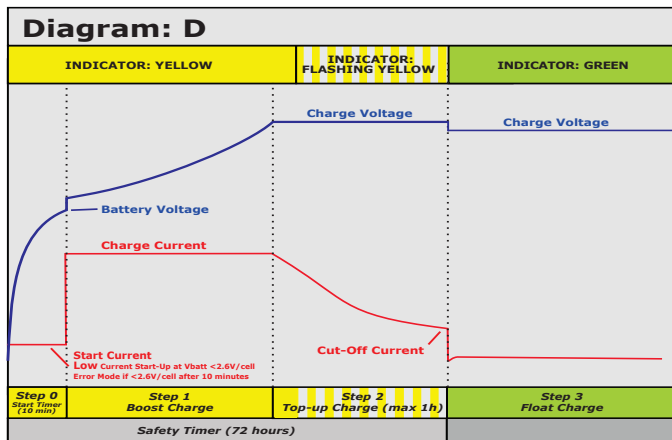 Diagram: D
INDICATOR: YELLOW
INDICATOR:
FLASHING YELLOW
INDICATOR: GREEN
Charge Voltage
Charge Voltage
Battery Voltage
Charge Current
Start Current
Low Current Start-Up at Vbatt <2.6V/cell
Error Mode if <2.6V/cell after 10 minutes
Cut-Off Current
Step 0
Start Timer
(10 min)
Step 1
Boost Charge
Step 2
Top-up Charge (max 1h)
Step 3
Float Charge
Safety Timer (72 hours)